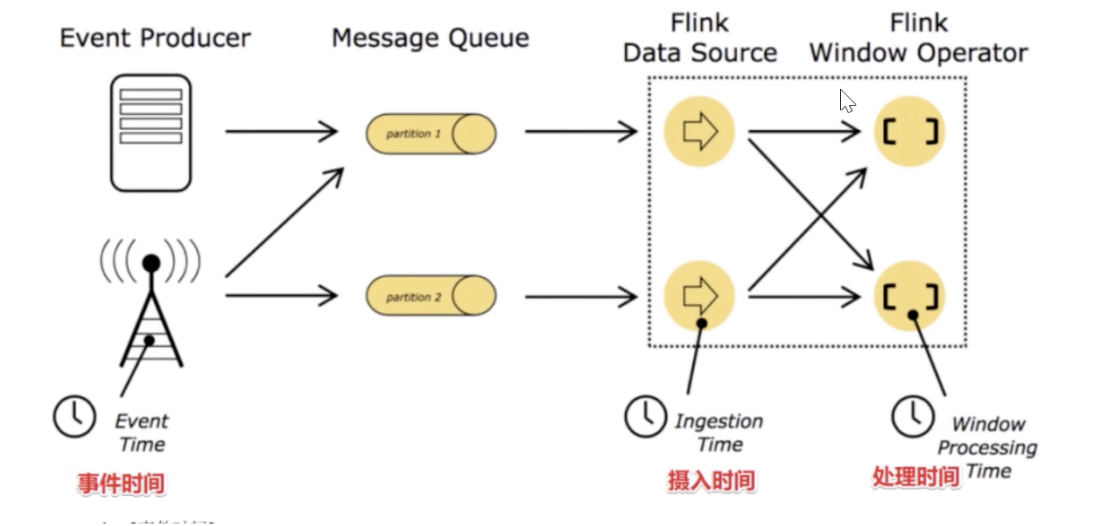 Event Producer
Message Queue
Flink
Data Source
Flink
Window Operator
partition 1
partition 2
Event
Time
事件时间
Ingestion
Time
摄入时间
Window
Processing
Time
处理时间